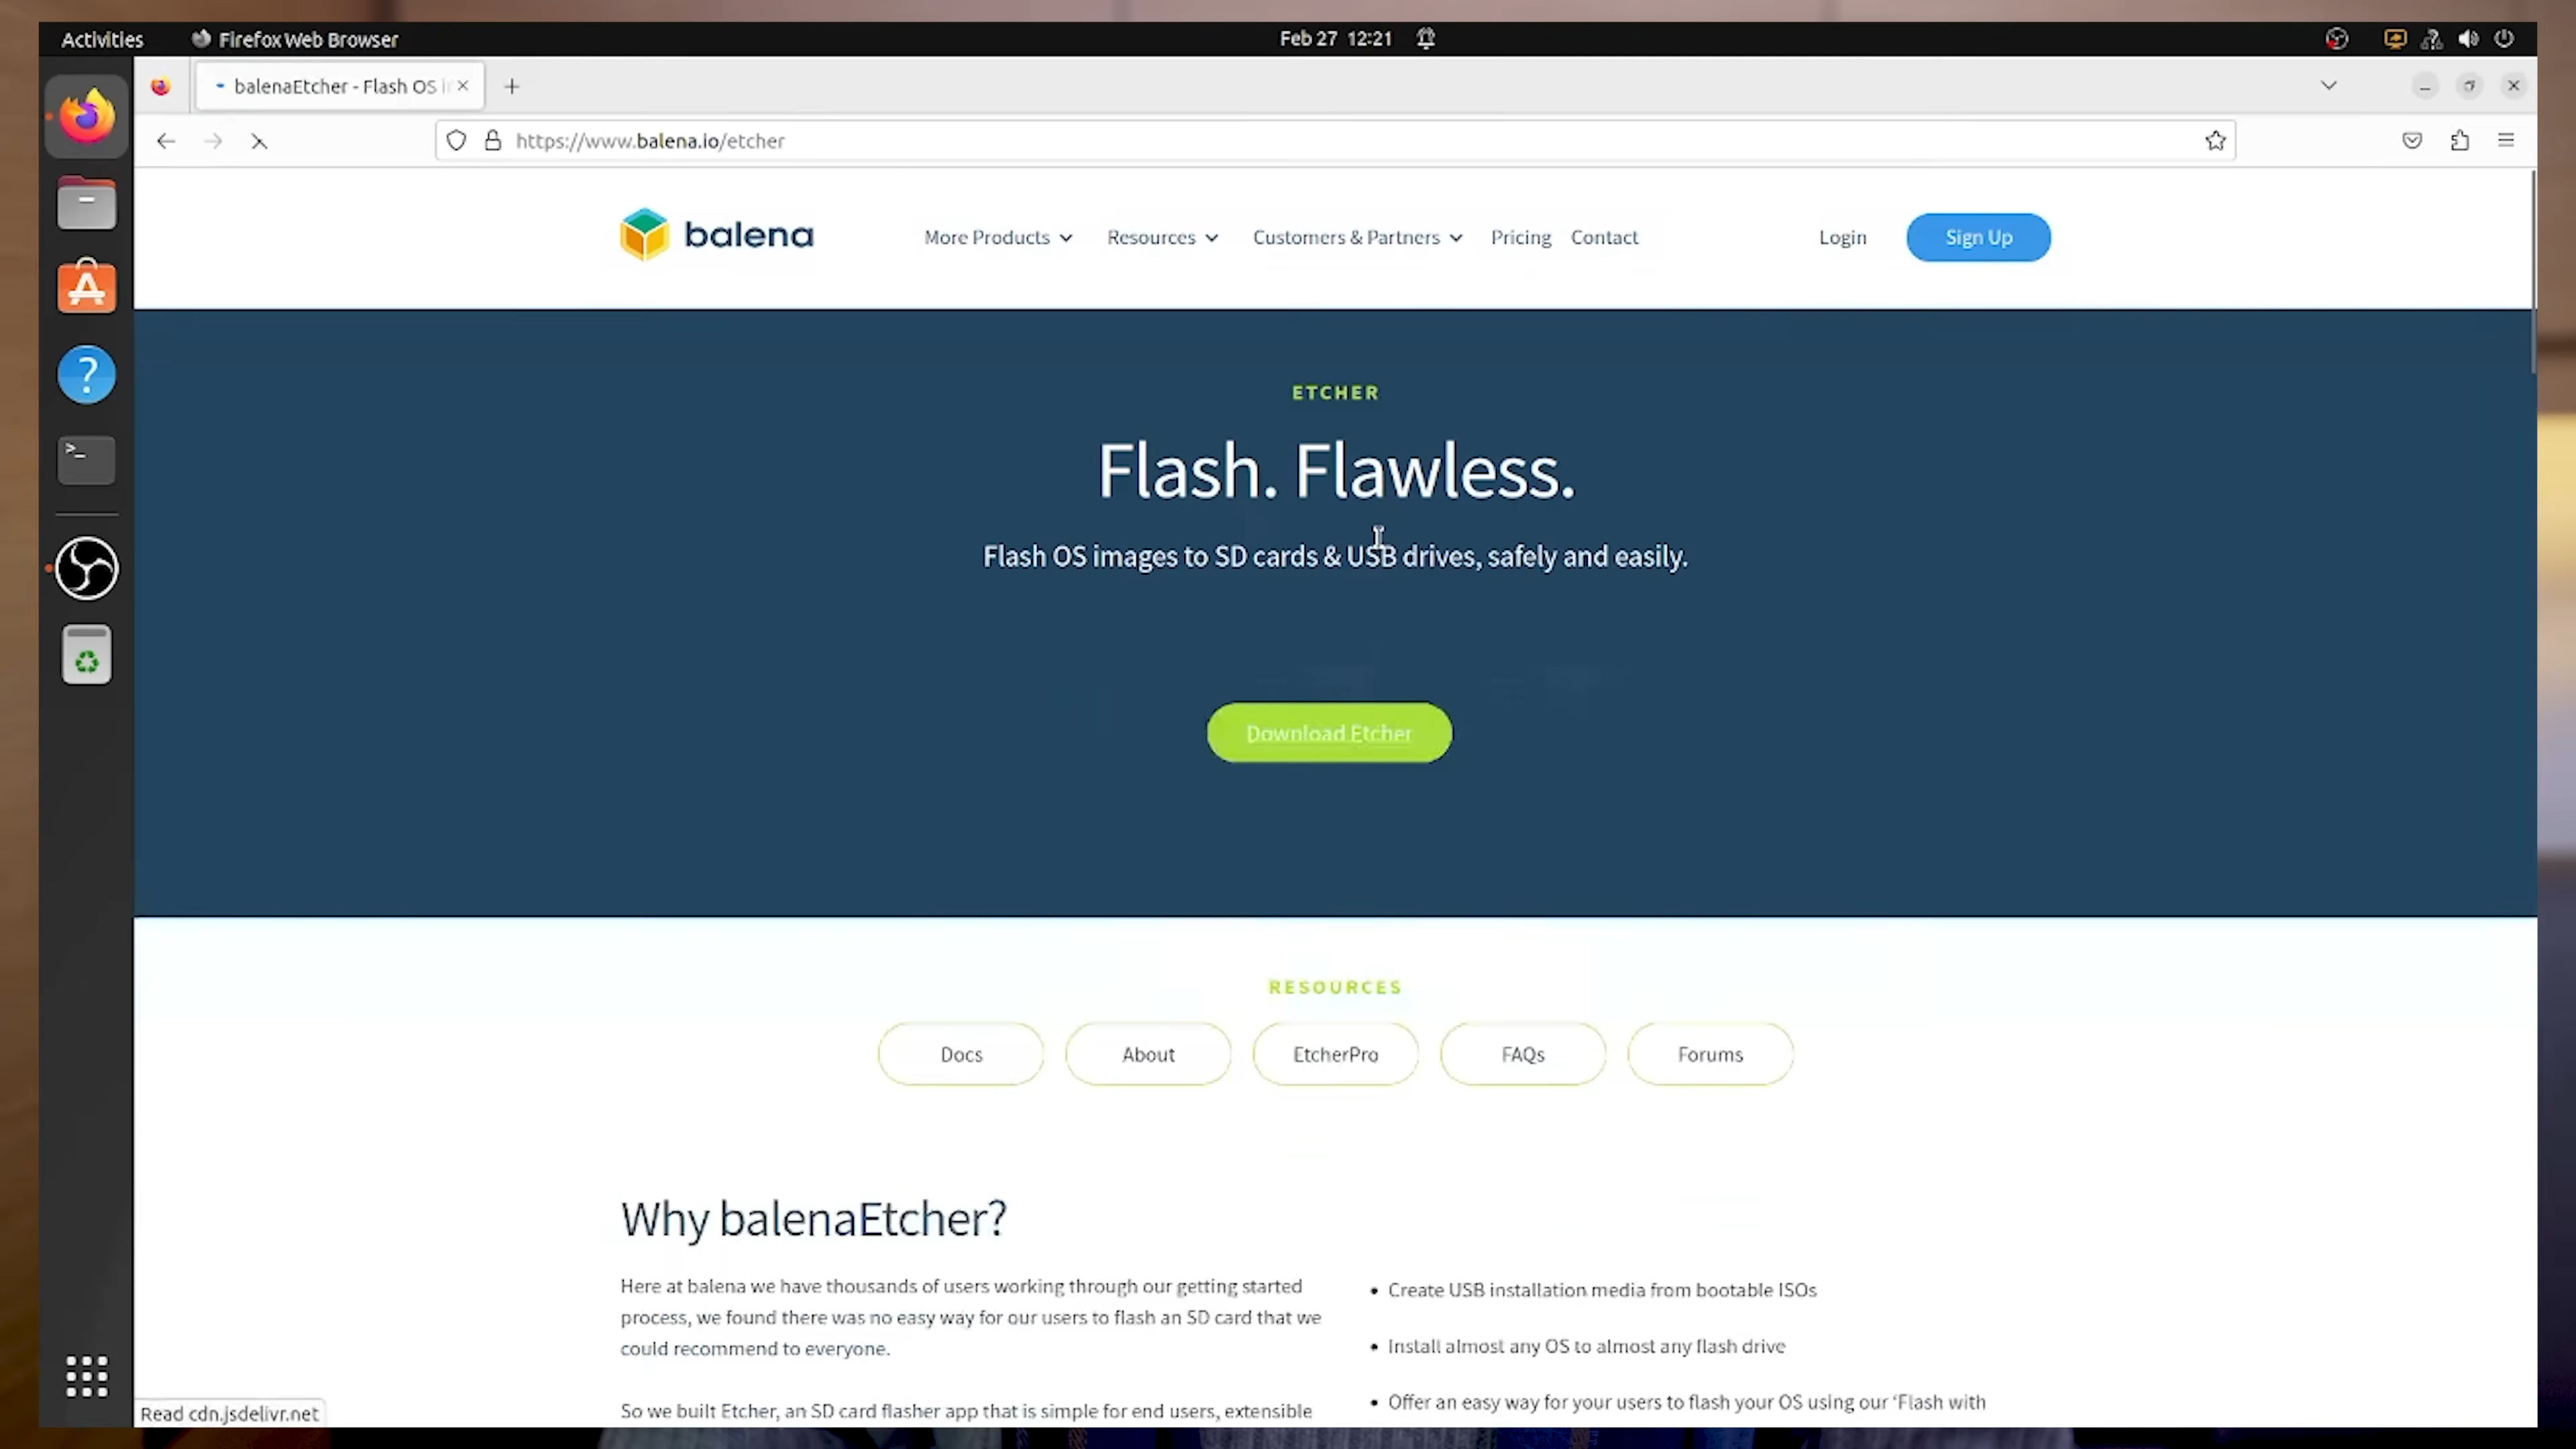 Activities Firefox Web Browser Feb 27 12:21
balenaEtcher - Flash OS
https://www.balena.io/etcher
balena More Products Resources Customers & Partners Pricing Contact Login Sign Up
ETCHER
Flash. Flawless.
Flash OS images to SD cards & USB drives, safely and easily.
Download Etcher
RESOURCES
Docs About EtcherPro FAQs Forums
Why balenaEtcher?
Here at balena we have thousands of users working through our getting started
process, we found there was no easy way for our users to flash an SD card that we
could recommend to everyone.
So we built Etcher, an SD card flasher app that is simple for end users, extensible
• Create USB installation media from bootable ISOs
• Install almost any OS to almost any flash drive
• Offer an easy way for your users to flash your OS using our ‘Flash with
Read cdn.jsdelivr.net